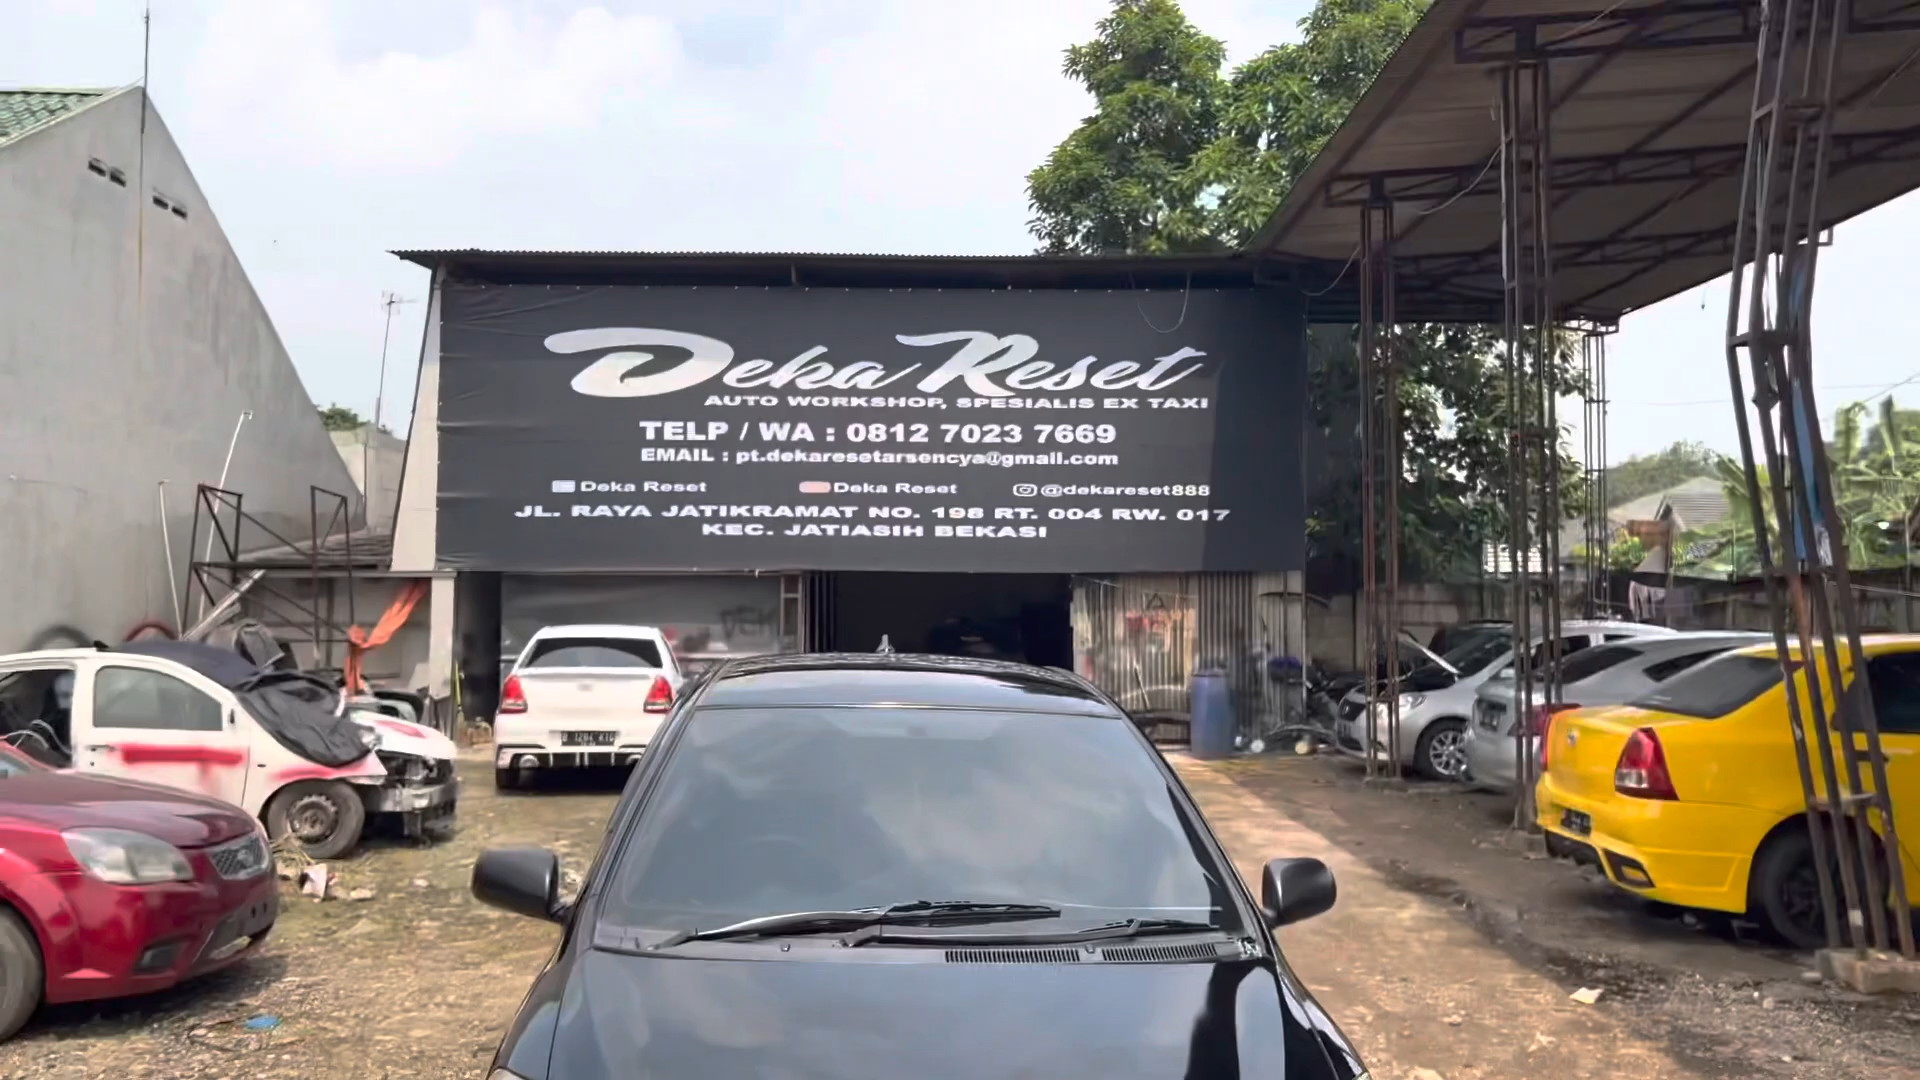 Deka Reset
AUTO WORKSHOP, SPESIALIS EX TAXI
TELP / WA : 0812 7023 7669
EMAIL : pt.dekaresetarsencya@gmail.com
Deka Reset Deka Reset @dekareset888
JL. RAYA JATIKRAMAT NO. 198 RT. 004 RW. 017
KEC. JATIASIH BEKASI